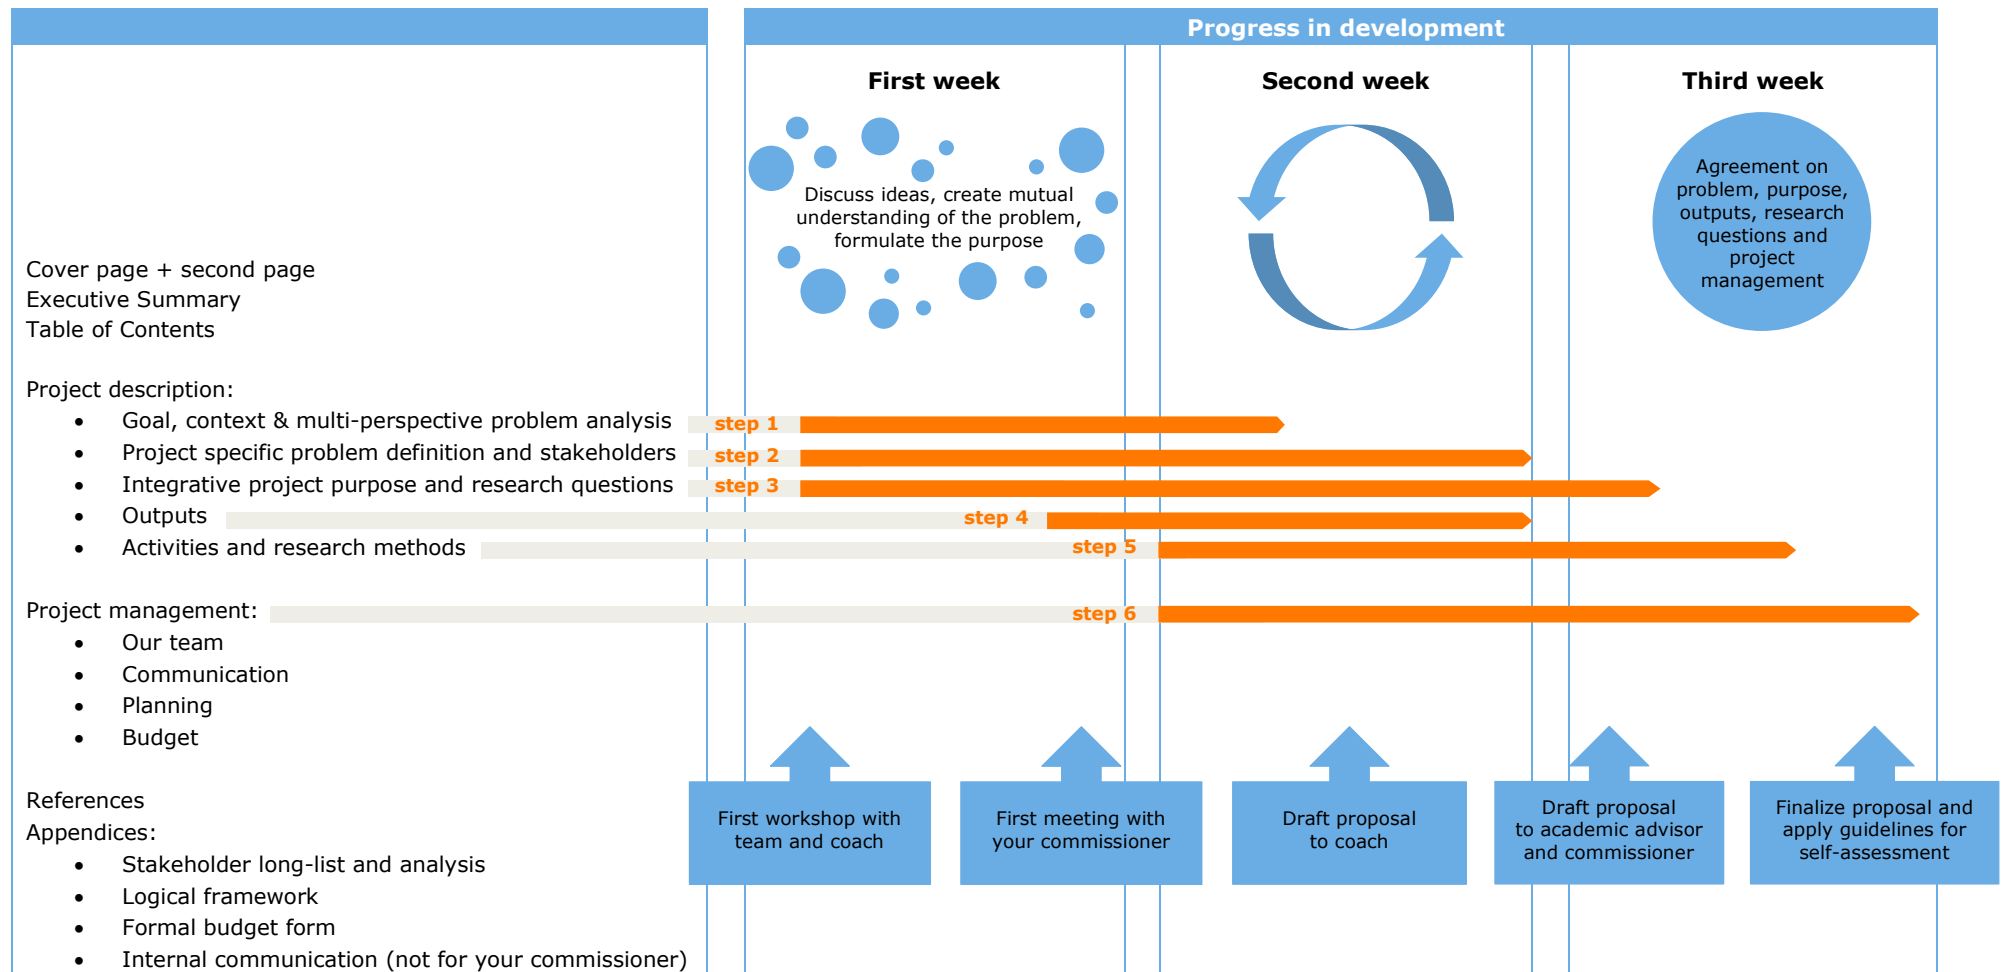 Progress in development
First week
Second week
Third week
Discuss ideas, create mutual
understanding of the problem,
formulate the purpose
Agreement on
problem, purpose,
outputs, research
questions and
project
management
Cover page + second page
Executive Summary
Table of Contents
Project description:
• Goal, context & multi-perspective problem analysis
step 1
• Project specific problem definition and stakeholders
step 2
• Integrative project purpose and research questions
step 3
• Outputs
step 4
• Activities and research methods
step 5
Project management:
step 6
• Our team
• Communication
• Planning
• Budget
References
Appendices:
• Stakeholder long-list and analysis
• Logical framework
• Formal budget form
• Internal communication (not for your commissioner)
First workshop with
team and coach
First meeting with
your commissioner
Draft proposal
to coach
Draft proposal
to academic advisor
and commissioner
Finalize proposal and
apply guidelines for
self-assessment